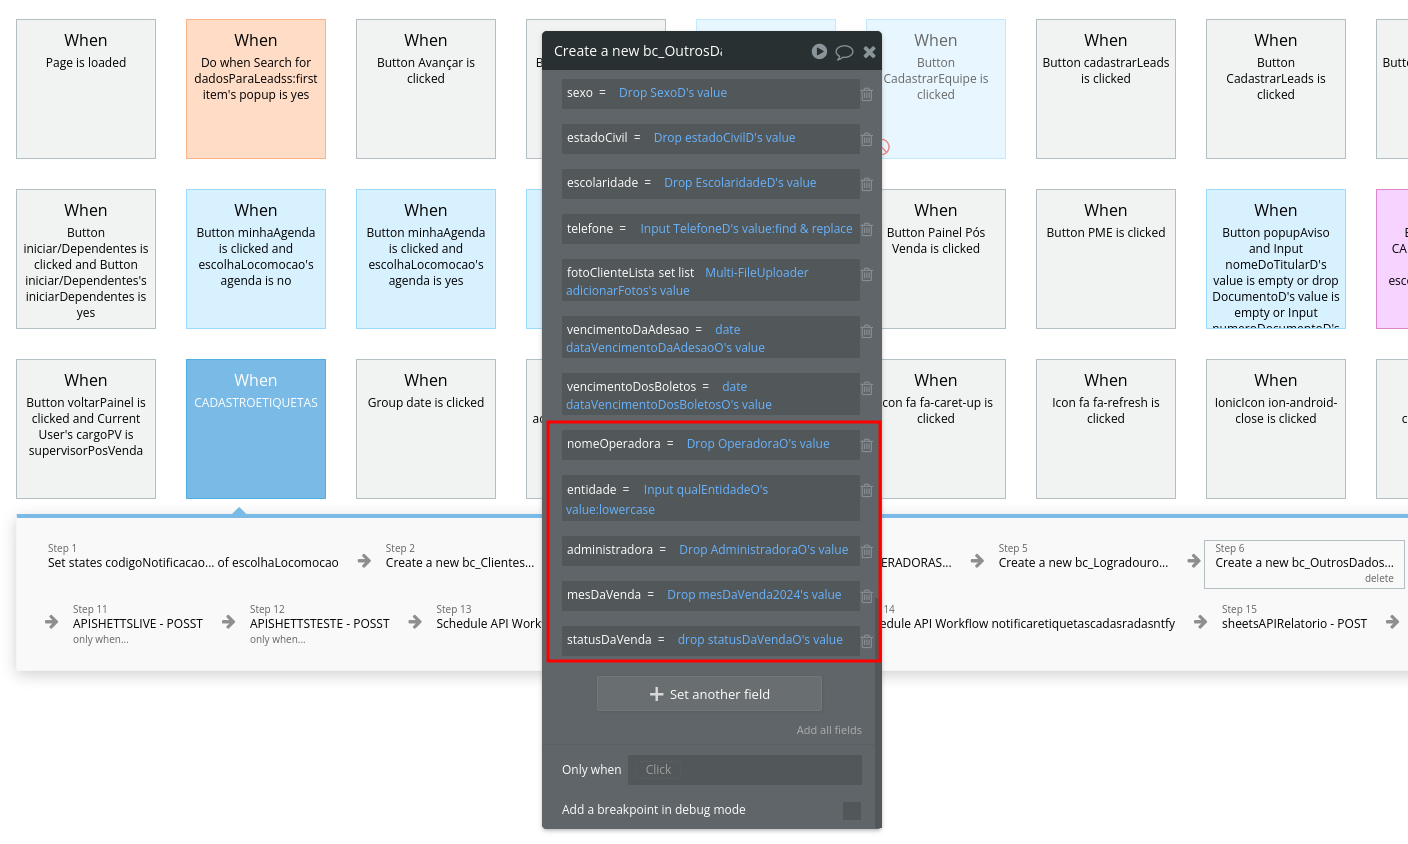 When
Page is loaded
When
Do when Search for
dadosParaLeadss:first
item's popup is yes
When
Button Avançar is
clicked
When
Button
CadastrarEquipe is
clicked
When
Button cadastrarLeads
is clicked
When
Button
CadastrarLeads is
clicked
When
Button
iniciar/Dependentes is
clicked and Button
iniciar/Dependentes's
iniciarDependentes is
yes
When
Button minhaAgenda
is clicked and
escolhaLocomocao's
agenda is no
When
Button minhaAgenda
is clicked and
escolhaLocomocao's
agenda is yes
When
Button Painel Pós
Venda is clicked
When
Button PME is clicked
When
Button popupAviso
and Input
nomeDoTitularD's
value is empty or drop
DocumentoD's value is
empty or Input
numeroDocumentoD's
When
Button voltarPainel is
clicked and Current
User's cargoPV is
supervisorPosVenda
When
CADASTROETIQUETAS
When
Group date is clicked
When
con fa fa-caret-up is
clicked
When
Icon fa fa-refresh is
clicked
When
IonicIcon ion-android-
close is clicked
Create a new bc_OutrosDa
sexo = Drop SexoD's value
estadoCivil = Drop estadoCivilD's value
escolaridade = Drop EscolaridadeD's value
telefone = Input TelefoneD's value:find & replace
fotoClienteLista set list Multi-FileUploader
adicionarFotos's value
vencimentoDaAdesao = date
dataVencimentoDaAdesaoO's value
vencimentoDosBoletos = date
dataVencimentoDosBoletosO's value
nomeOperadora = Drop OperadoraO's value
entidade = Input qualEntidadeO's
value:lowercase
administradora = Drop AdministradoraO's value
mesDaVenda = Drop mesDaVenda2024's value
statusDaVenda = drop statusDaVendaO's value
Set another field
Add all fields
Only when Click
Add a breakpoint in debug mode
Step 1
Set states codigoNotificacao... of escolhaLocomocao
Step 2
Create a new bc_Clientes...
ERADORAS...
Step 5
Create a new bc_Logradouro...
Step 6
Create a new bc_OutrosDados...
delete
Step 11
APISHETTSLIVE - POSST
only when...
Step 12
APISHETTSTESTE - POSST
only when...
Step 13
Schedule API Work
14
edule API Workflow notificaretiquetascadasradasntfy
Step 15
sheetsAPIRelatorio - POST